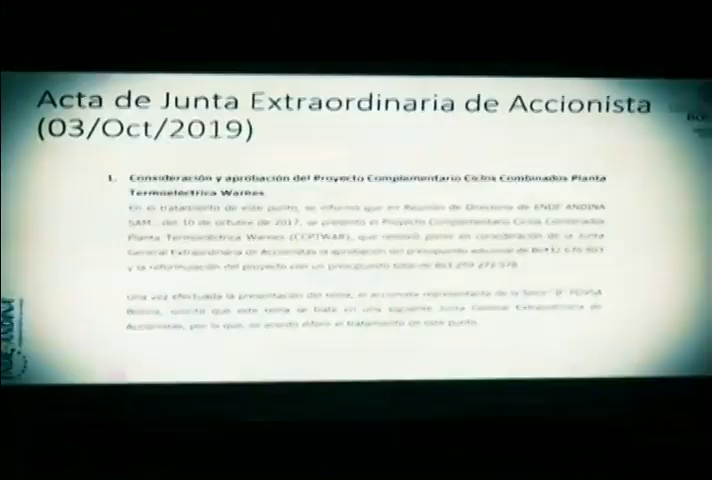 Acta de Junta Extraordinaria de Accionista
(03/Oct/2019)
1. Consideración y aprobación del Proyecto Complementario Ciclos Combinados Planta
Termoeléctrica Warnes
En el tratamiento de este punto, se informó que en Reunión de Directorio de ENDE ANDINA
SAM. del 10 de octubre de 2017, se presentó el Proyecto Complementario Ciclos Combinados
Planta Termoeléctrica Warnes (CCPTWAR), que resolvió poner en consideración de la Junta
General Extraordinaria de Accionistas la aprobación del presupuesto adicional de
y la reformulación del proyecto con un presupuesto total de
Una vez efectuada la presentación del tema, el accionista representante de la Serie "B" PDVSA
Bolivia, solicitó que este tema se trate en una siguiente Junta General Extraordinaria de
Accionistas, por lo que, se acordó diferir el tratamiento de este punto.
ENDE ANDINA